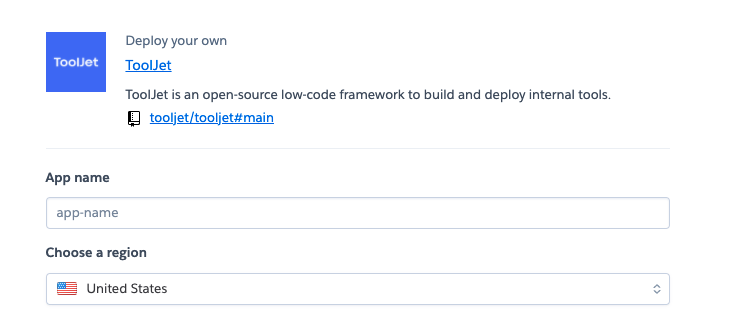 ToolJet
Deploy your own
ToolJet
ToolJet is an open-source low-code framework to build and deploy internal tools.
tooljet/tooljet#main
App name
app-name
Choose a region
United States